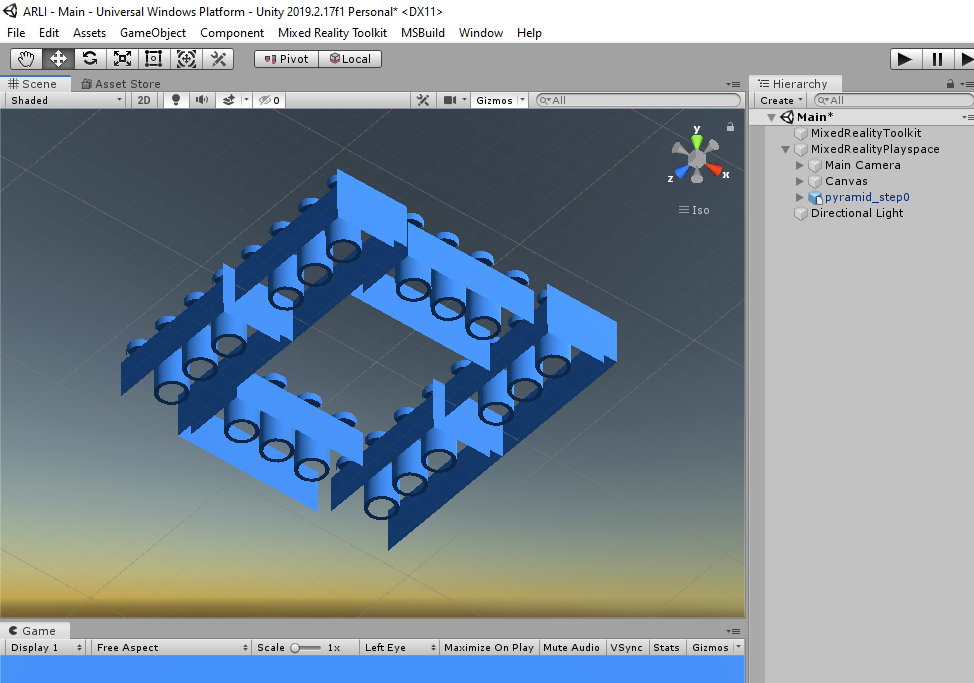 ARLI - Main - Universal Windows Platform - Unity 2019.2.17f1 Personal* <DX11>
File Edit Assets GameObject Component Mixed Reality Toolkit MSBuild Window Help
Pivot Local
Scene Asset Store
Shaded 2D 0 Gizmos All
y
x
z
Iso
Hierarchy
Create All
Main*
MixedRealityToolkit
MixedRealityPlayspace
Main Camera
Canvas
pyramid_step0
Directional Light
Game
Display 1 Free Aspect Scale 1x Left Eye Maximize On Play Mute Audio VSync Stats Gizmos